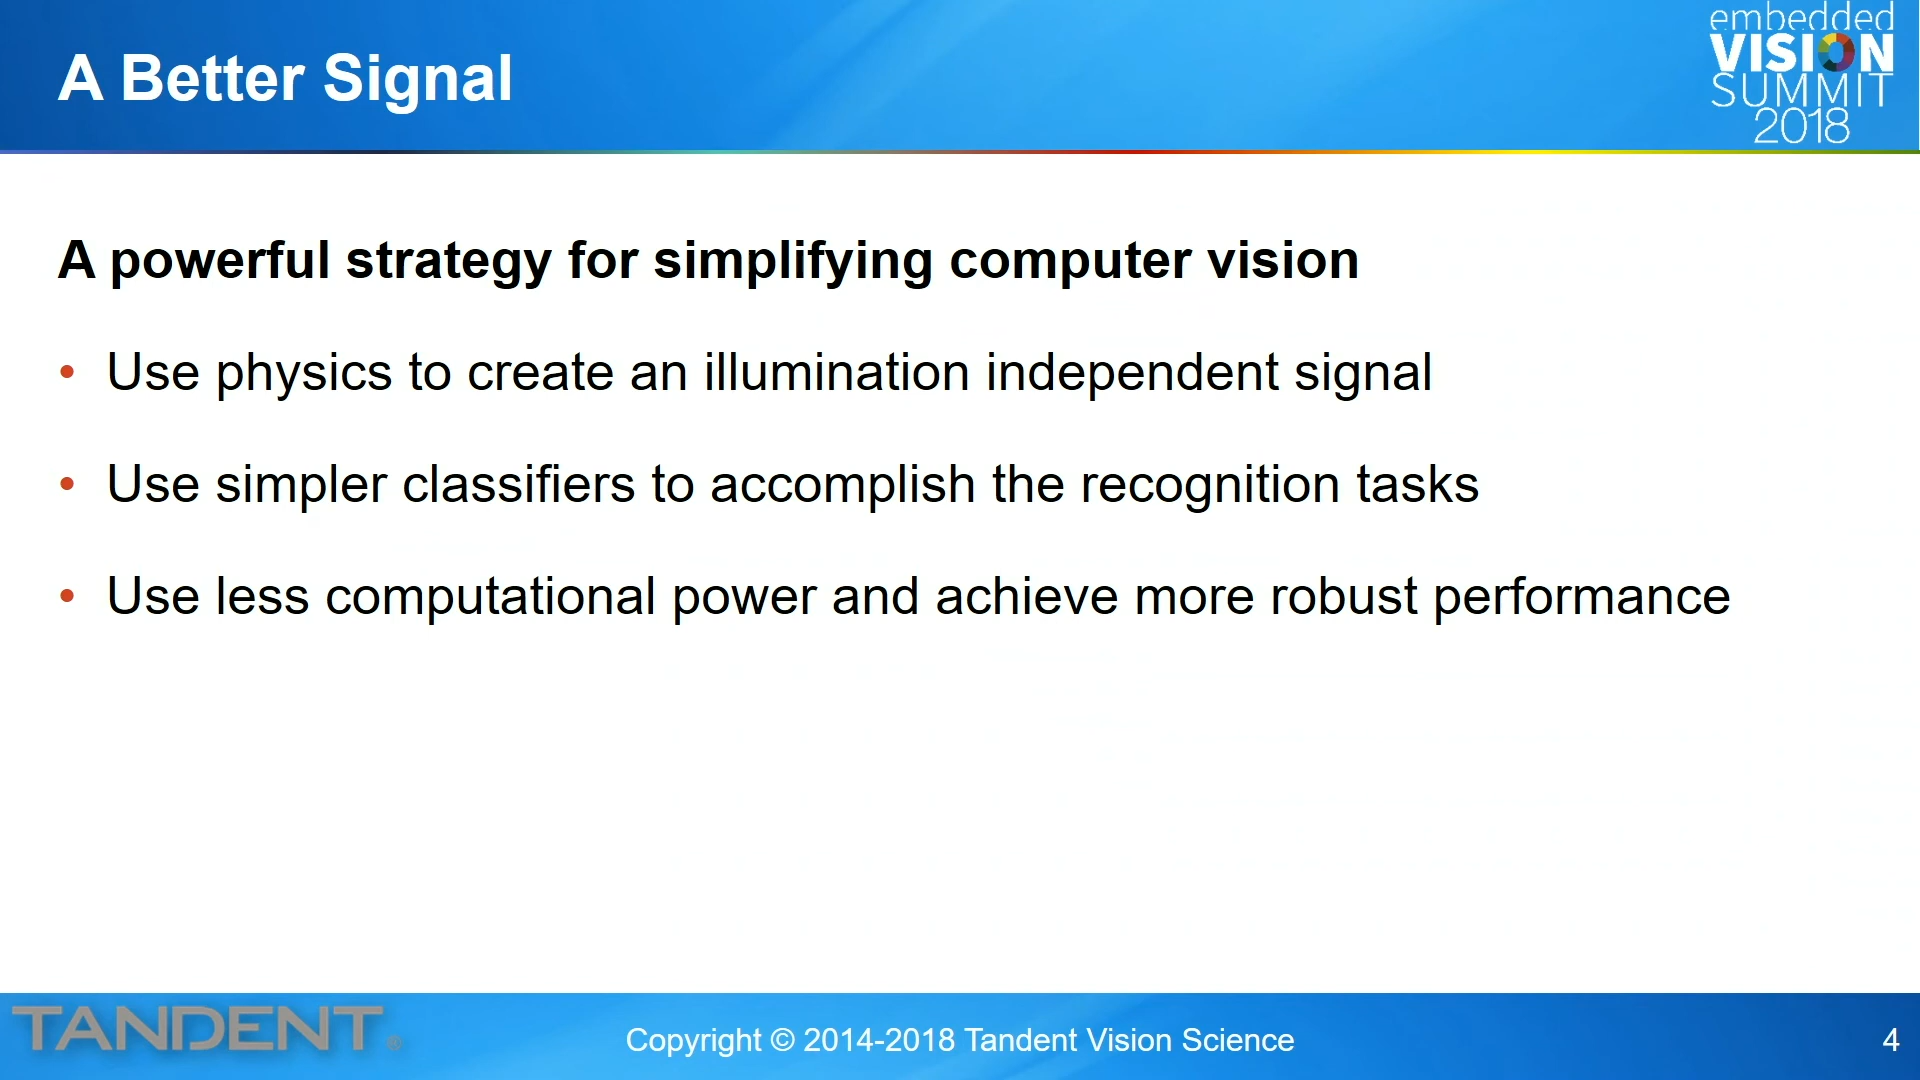 A Better Signal
embedded
VISION
SUMMIT
2018
A powerful strategy for simplifying computer vision
• Use physics to create an illumination independent signal
• Use simpler classifiers to accomplish the recognition tasks
• Use less computational power and achieve more robust performance
TANDENT®
Copyright © 2014-2018 Tandent Vision Science
4